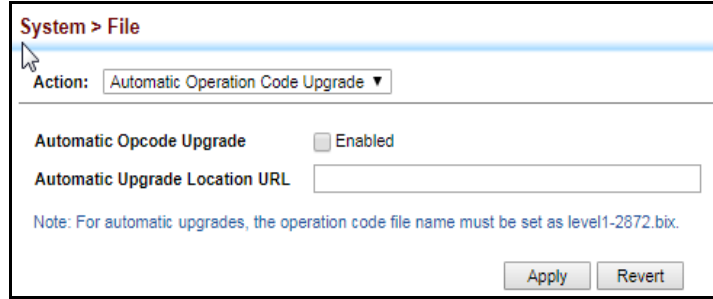 System > File
Action: Automatic Operation Code Upgrade ▼
Automatic Opcode Upgrade Enabled
Automatic Upgrade Location URL
Note: For automatic upgrades, the operation code file name must be set as level1-2872.bix.
Apply Revert